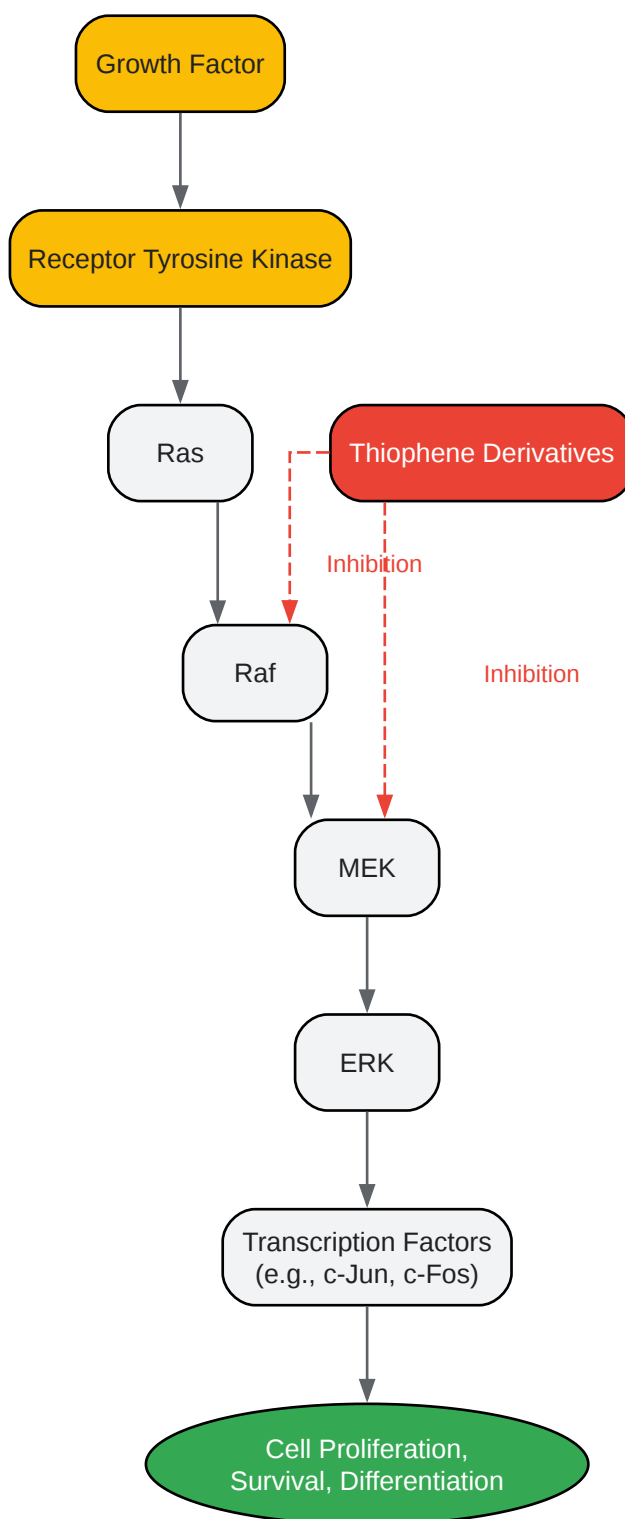 Growth Factor
Receptor Tyrosine Kinase
Ras
Thiophene Derivatives
Inhibition
Raf
Inhibition
MEK
ERK
Transcription Factors
(e.g., c-Jun, c-Fos)
Cell Proliferation,
Survival, Differentiation